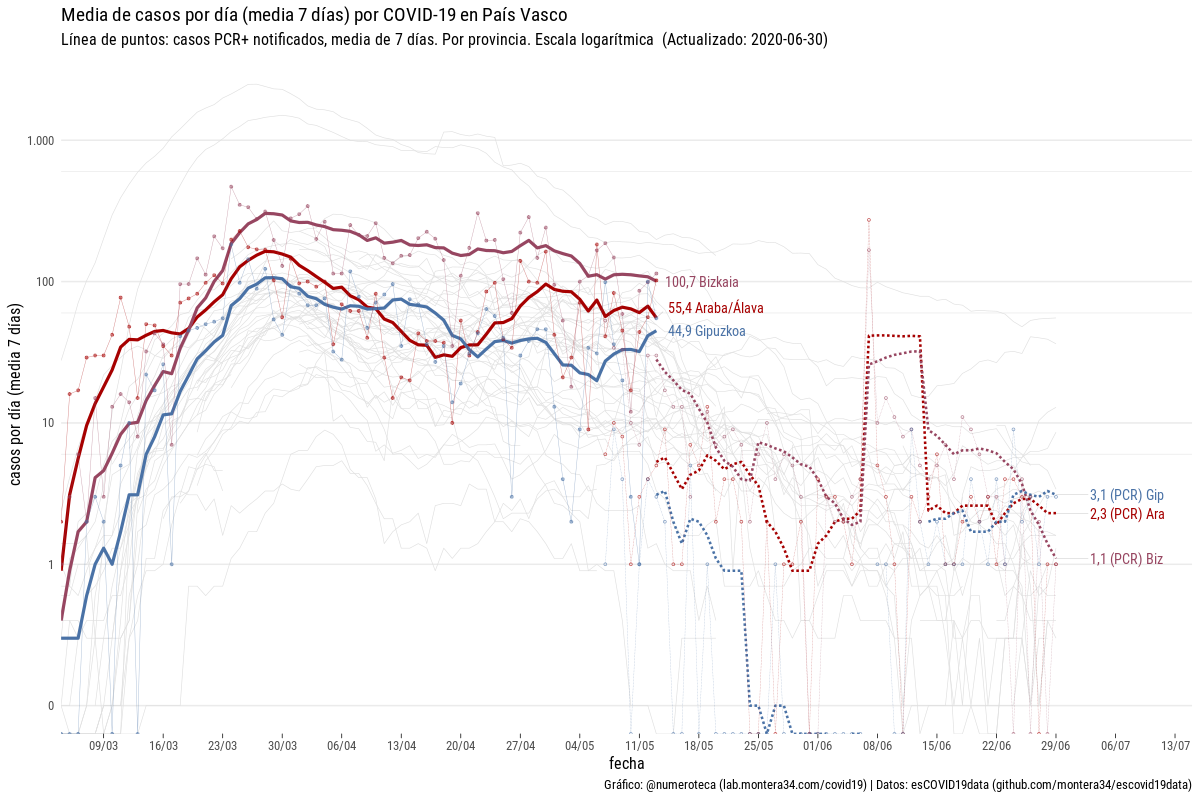 Media de casos por día (media 7 días) por COVID-19 en País Vasco
Línea de puntos: casos PCR+ notificados, media de 7 días. Por provincia. Escala logarítmica (Actualizado: 2020-06-30)
casos por día (media 7 días)
1.000
100
10
1
0
100,7 Bizkaia
55,4 Araba/Álava
44,9 Gipuzkoa
3,1 (PCR) Gip
2,3 (PCR) Ara
1,1 (PCR) Biz
09/03 16/03 23/03 30/03 06/04 13/04 20/04 27/04 04/05 11/05 18/05 25/05 01/06 08/06 15/06 22/06 29/06 06/07 13/07
fecha
Gráfico: @numeroteca (lab.montera34.com/covid19) | Datos: esCOVID19data (github.com/montera34/escovid19data)